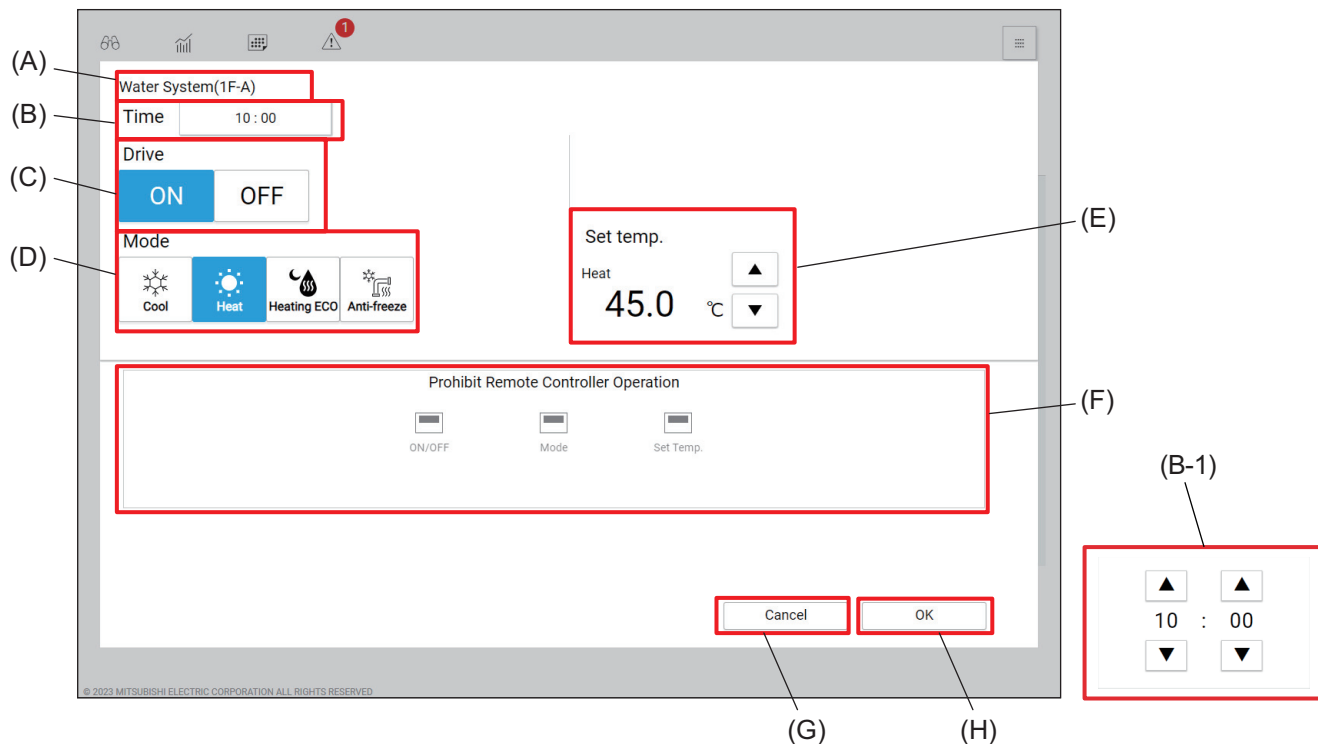 1
(A)
Water System(1F-A)
(B)
Time 10 : 00
Drive
(C)
ON OFF
(D)
Mode
Cool Heat Heating ECO Anti-freeze
Set temp.
Heat
45.0 ℃ ▲ ▼
(E)
Prohibit Remote Controller Operation
ON/OFF Mode Set Temp.
(F)
(B-1)
▲ ▲
10 : 00
▼ ▼
Cancel OK
© 2023 MITSUBISHI ELECTRIC CORPORATION ALL RIGHTS RESERVED
(G) (H)